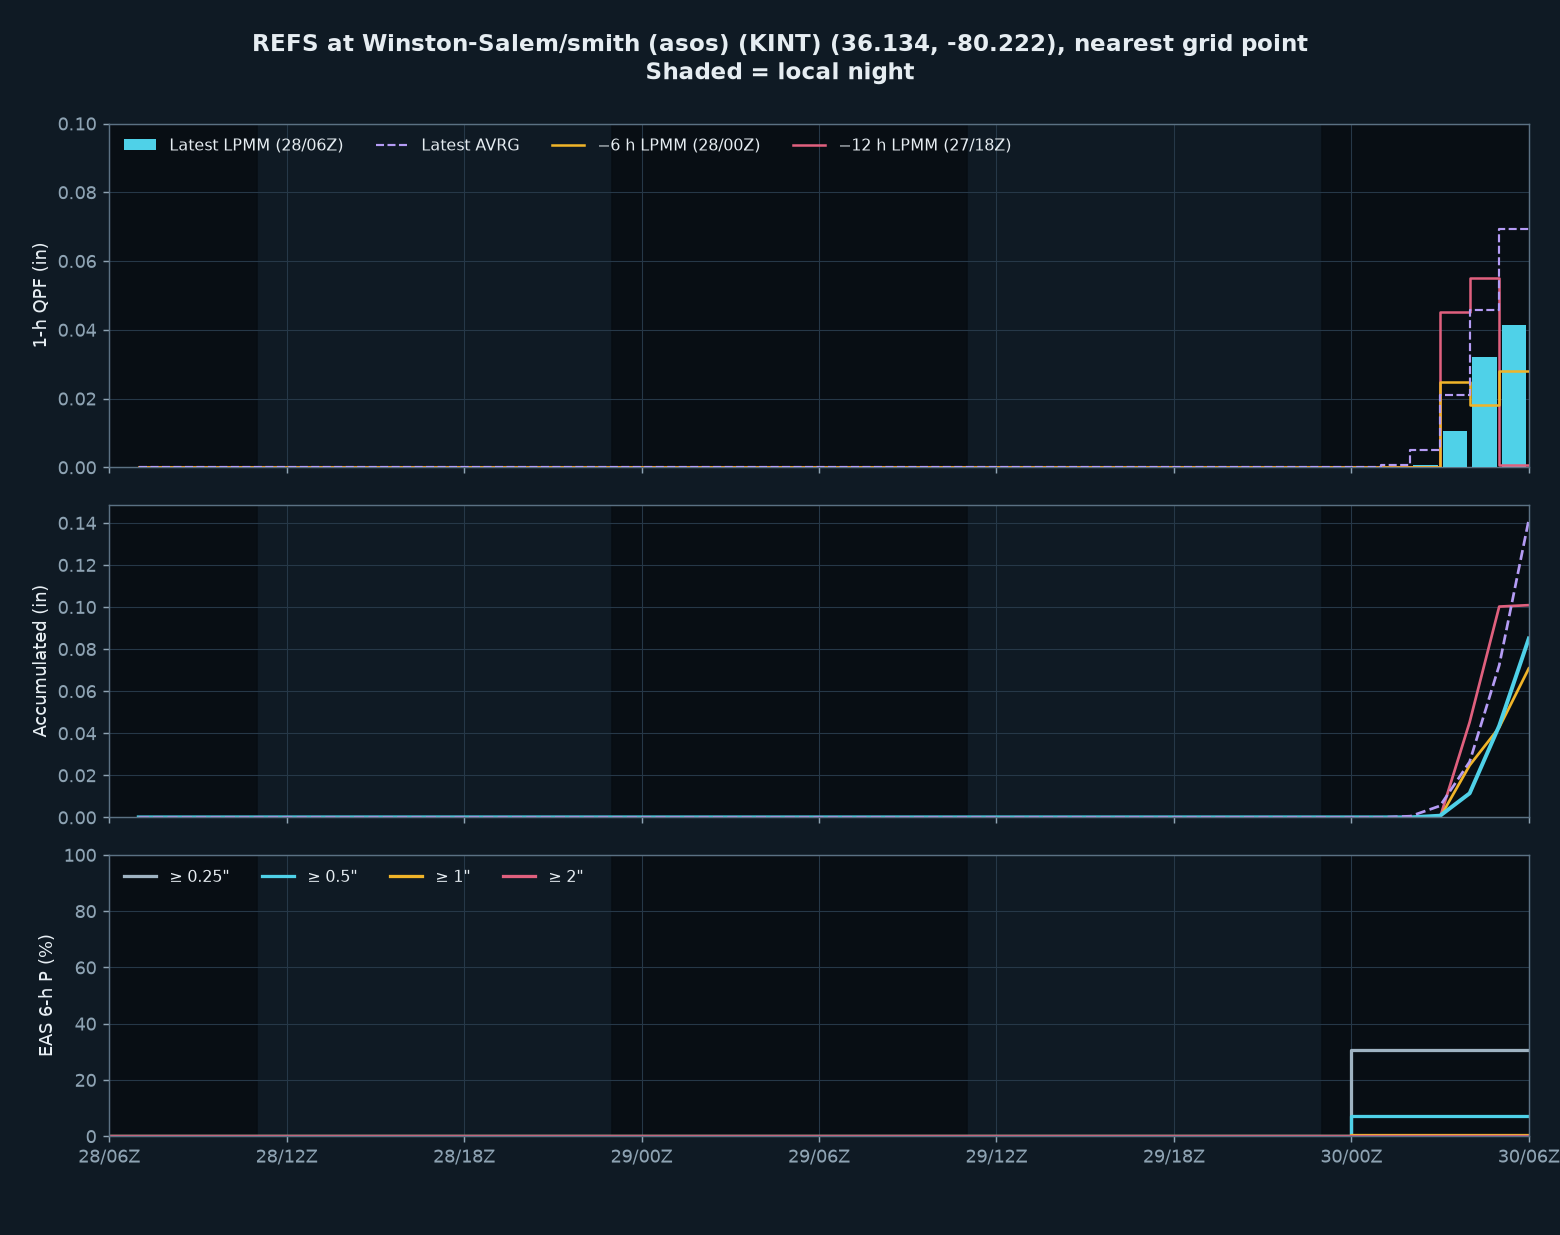 REFS at Winston-Salem/smith (asos) (KINT) (36.134, -80.222), nearest grid point
Shaded = local night
Latest LPMM (28/06Z) Latest AVRG −6 h LPMM (28/00Z) −12 h LPMM (27/18Z)
1-h QPF (in)
0.10
0.08
0.06
0.04
0.02
0.00
Accumulated (in)
0.14
0.12
0.10
0.08
0.06
0.04
0.02
0.00
≥ 0.25" ≥ 0.5" ≥ 1" ≥ 2"
EAS 6-h P (%)
100
80
60
40
20
0
28/06Z 28/12Z 28/18Z 29/00Z 29/06Z 29/12Z 29/18Z 30/00Z 30/06Z